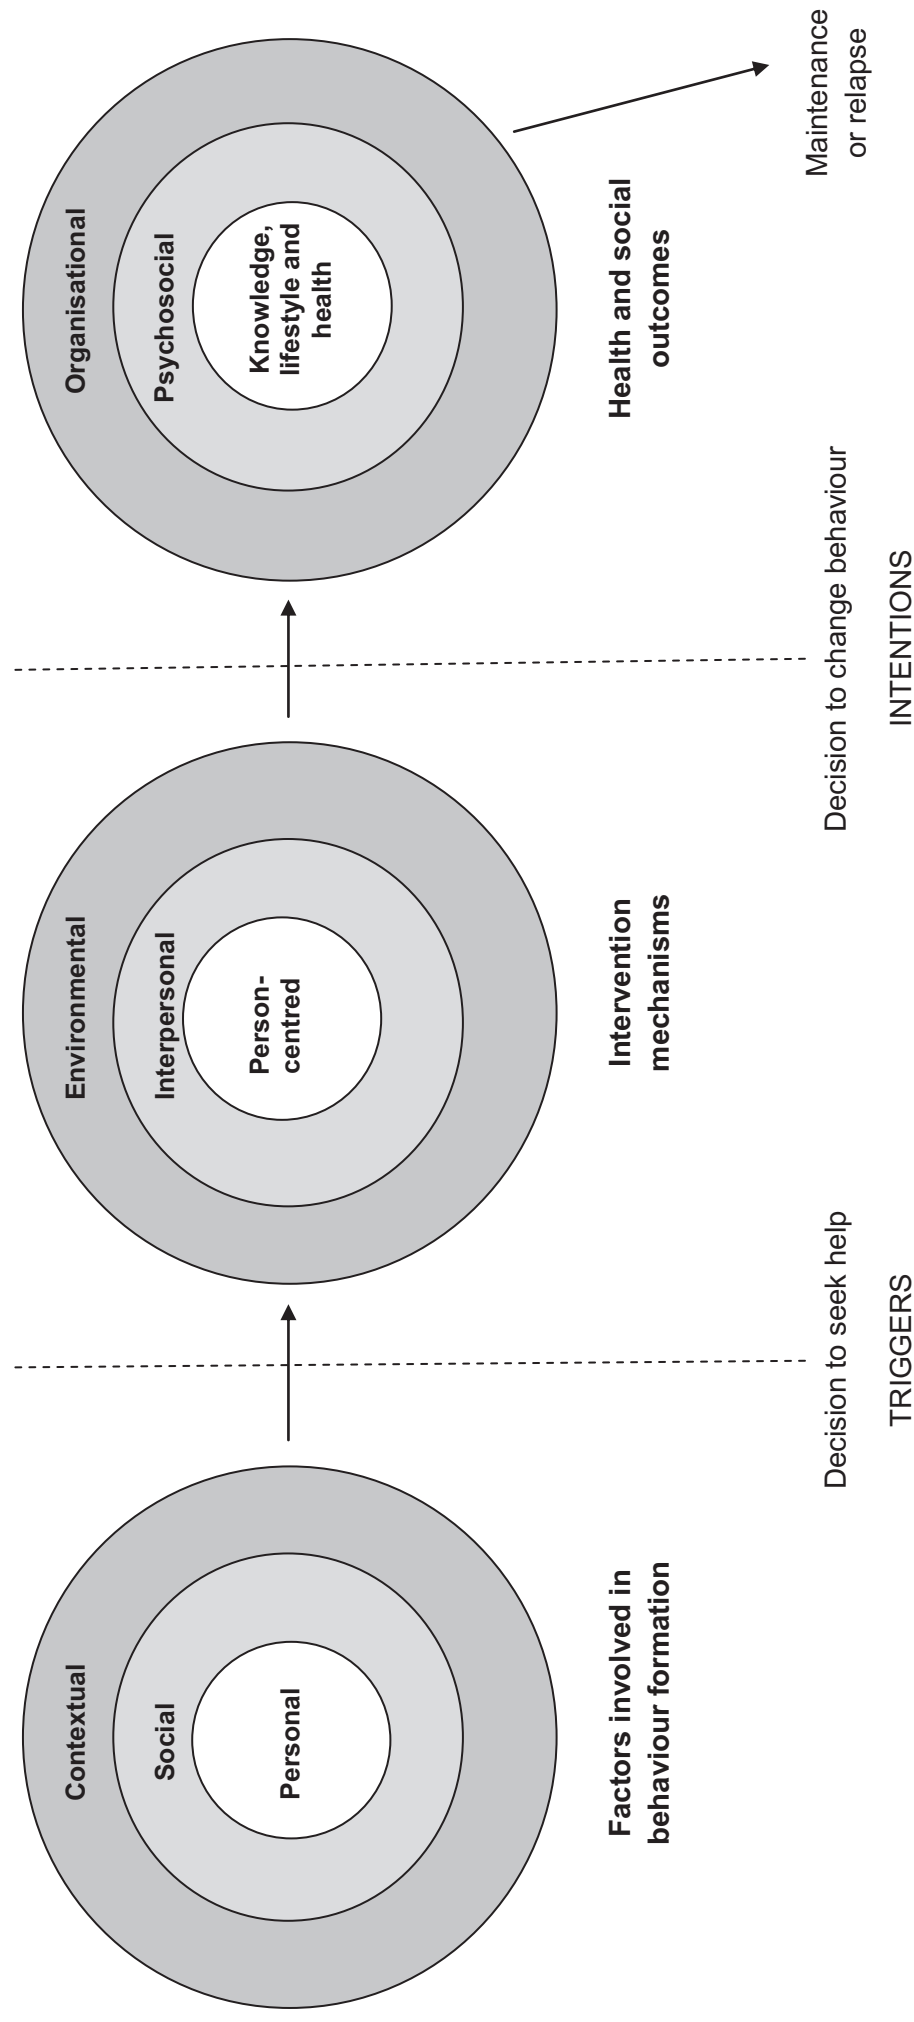 Contextual
Social
Personal
Factors involved in
behaviour formation
Decision to seek help
TRIGGERS
Environmental
Interpersonal
Person-
centred
Intervention
mechanisms
Decision to change behaviour
INTENTIONS
Organisational
Psychosocial
Knowledge,
lifestyle and
health
Health and social
outcomes
Maintenance
or relapse